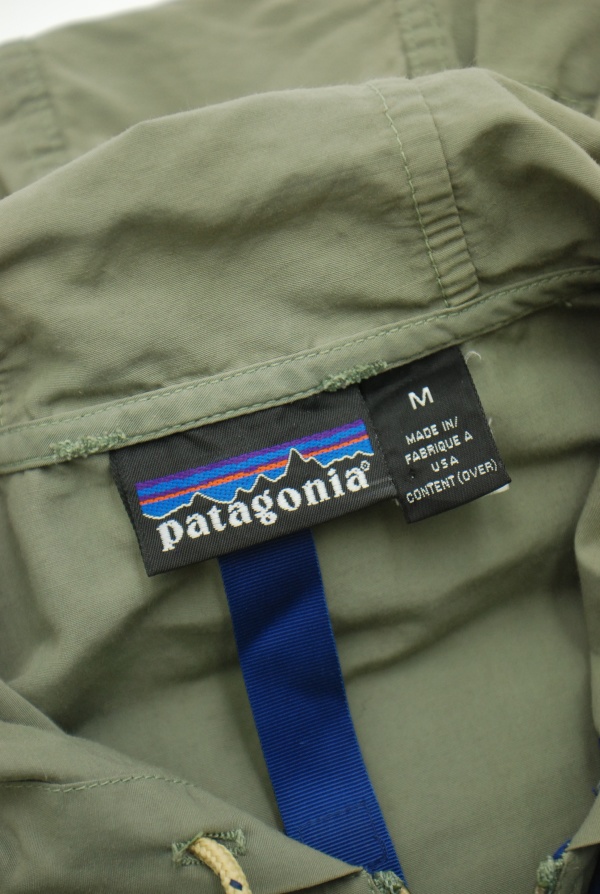 patagonia®
M
MADE IN/
FABRIQUE A
USA
CONTENT (OVER)